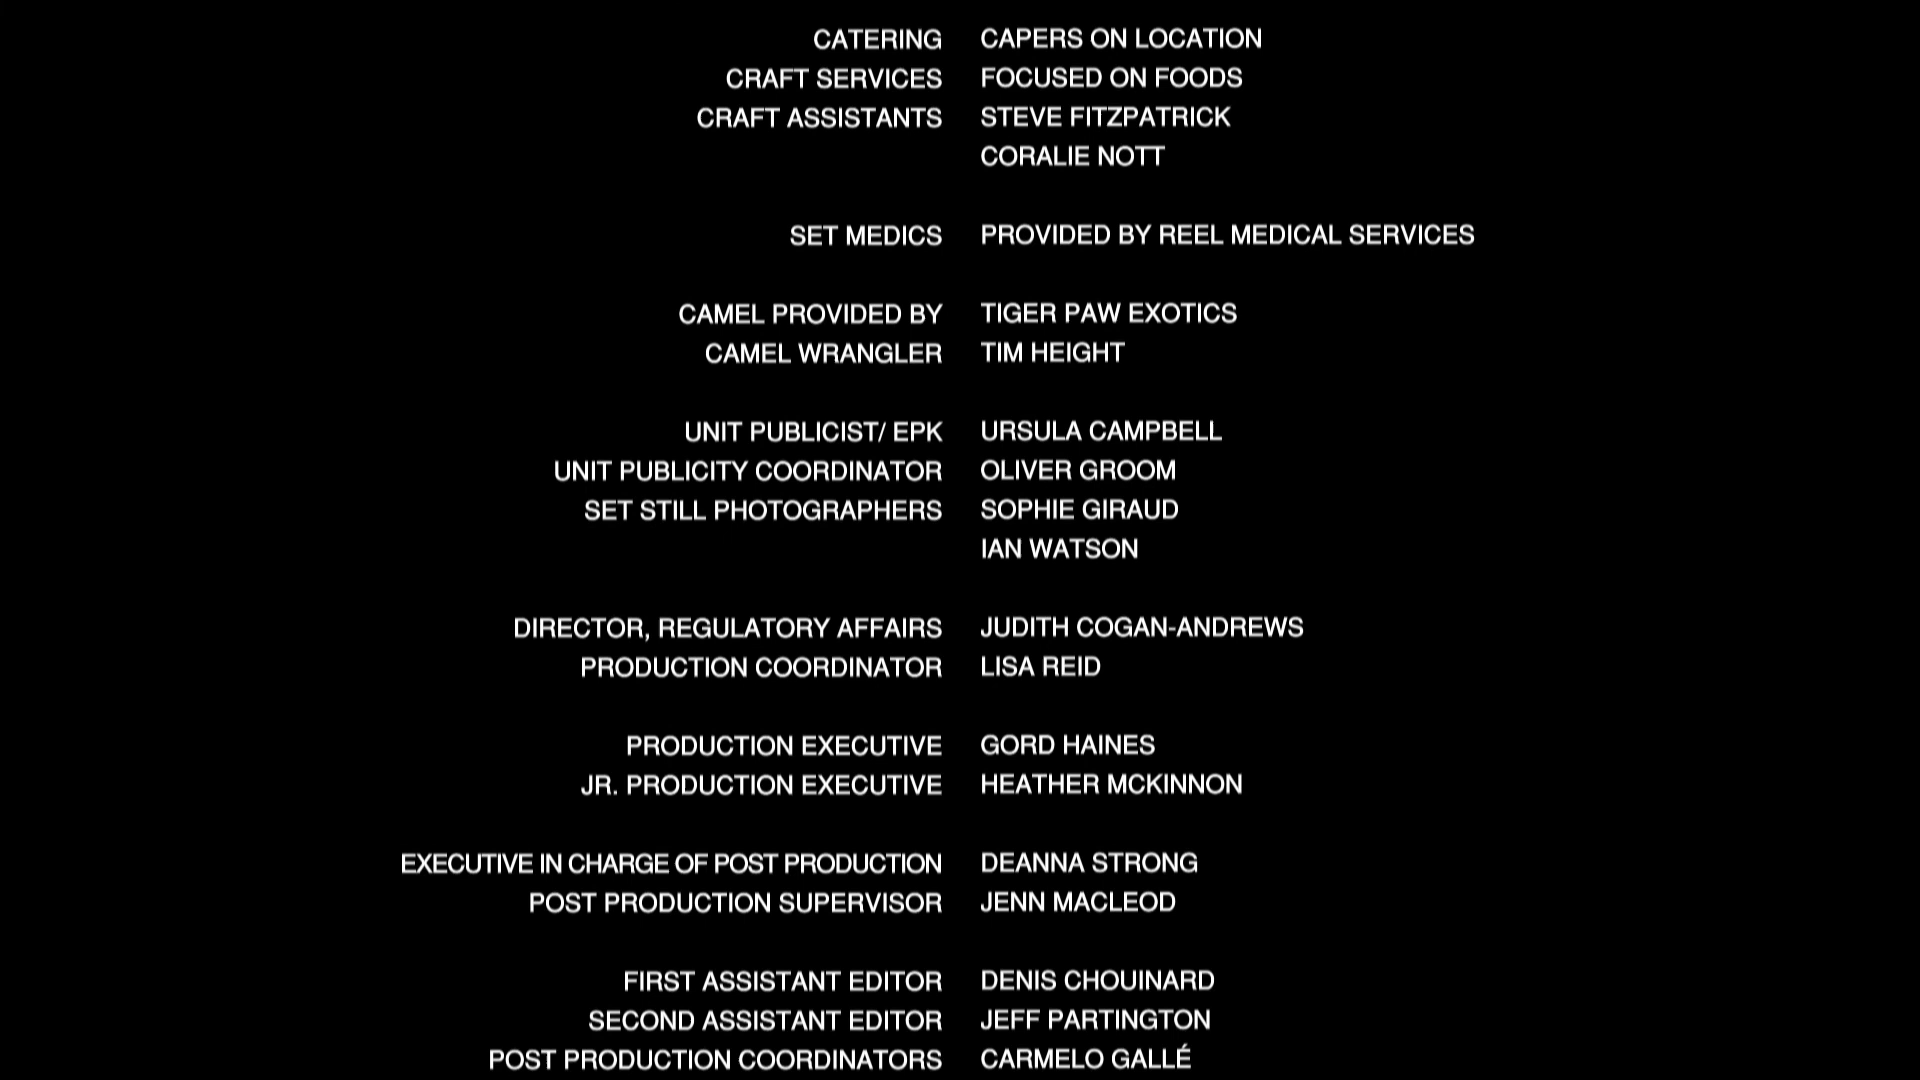 CATERING CAPERS ON LOCATION
CRAFT SERVICES FOCUSED ON FOODS
CRAFT ASSISTANTS STEVE FITZPATRICK
CORALIE NOTT
SET MEDICS PROVIDED BY REEL MEDICAL SERVICES
CAMEL PROVIDED BY TIGER PAW EXOTICS
CAMEL WRANGLER TIM HEIGHT
UNIT PUBLICIST/ EPK URSULA CAMPBELL
UNIT PUBLICITY COORDINATOR OLIVER GROOM
SET STILL PHOTOGRAPHERS SOPHIE GIRAUD
IAN WATSON
DIRECTOR, REGULATORY AFFAIRS JUDITH COGAN-ANDREWS
PRODUCTION COORDINATOR LISA REID
PRODUCTION EXECUTIVE GORD HAINES
JR. PRODUCTION EXECUTIVE HEATHER MCKINNON
EXECUTIVE IN CHARGE OF POST PRODUCTION DEANNA STRONG
POST PRODUCTION SUPERVISOR JENN MACLEOD
FIRST ASSISTANT EDITOR DENIS CHOUINARD
SECOND ASSISTANT EDITOR JEFF PARTINGTON
POST PRODUCTION COORDINATORS CARMELO GALLÉ